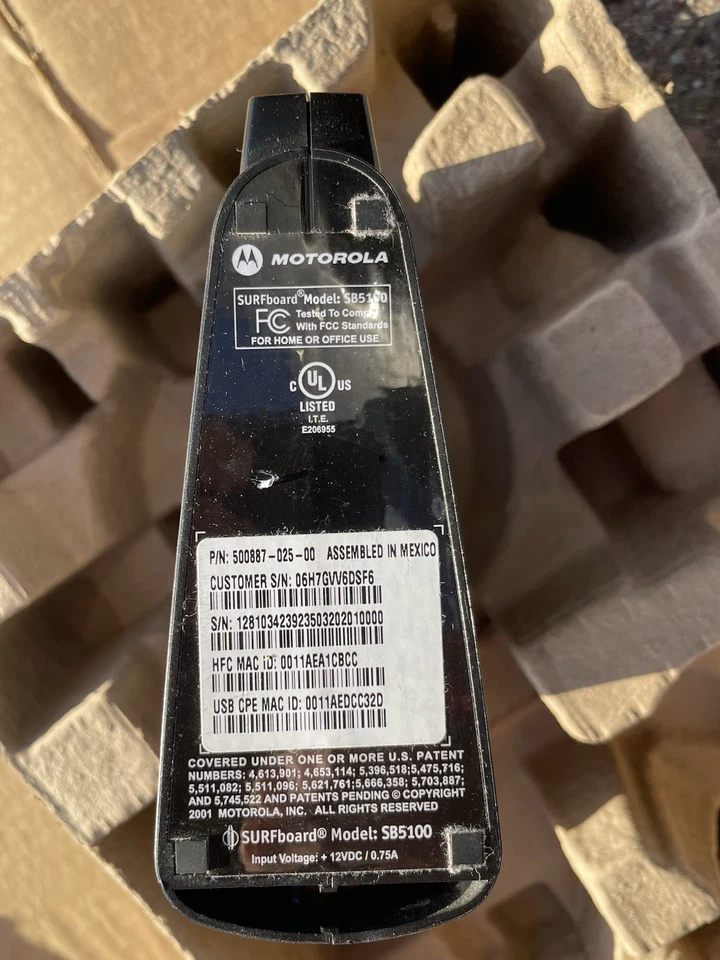 MOTOROLA
SURFboard® Model: SB5100
FC Tested To Comply
With FCC Standards
FOR HOME OR OFFICE USE
C UL US
LISTED
I.T.E.
E206955
P/N: 500887-025-00 ASSEMBLED IN MEXICO
CUSTOMER S/N: 06H7GVV6DSF6
S/N: 128103423923503202010000
HFC MAC ID: 0011AEA1CBCC
USB CPE MAC ID: 0011AEDCC32D
COVERED UNDER ONE OR MORE U.S. PATENT
NUMBERS: 4,613,901; 4,653,114; 5,396,518;5,475,716;
5,511,082; 5,511,096; 5,621,761;5,666,358; 5,703,887;
AND 5,745,522 AND PATENTS PENDING © COPYRIGHT
2001 MOTOROLA, INC. ALL RIGHTS RESERVED
SURFboard® Model: SB5100
Input Voltage: + 12VDC / 0.75A